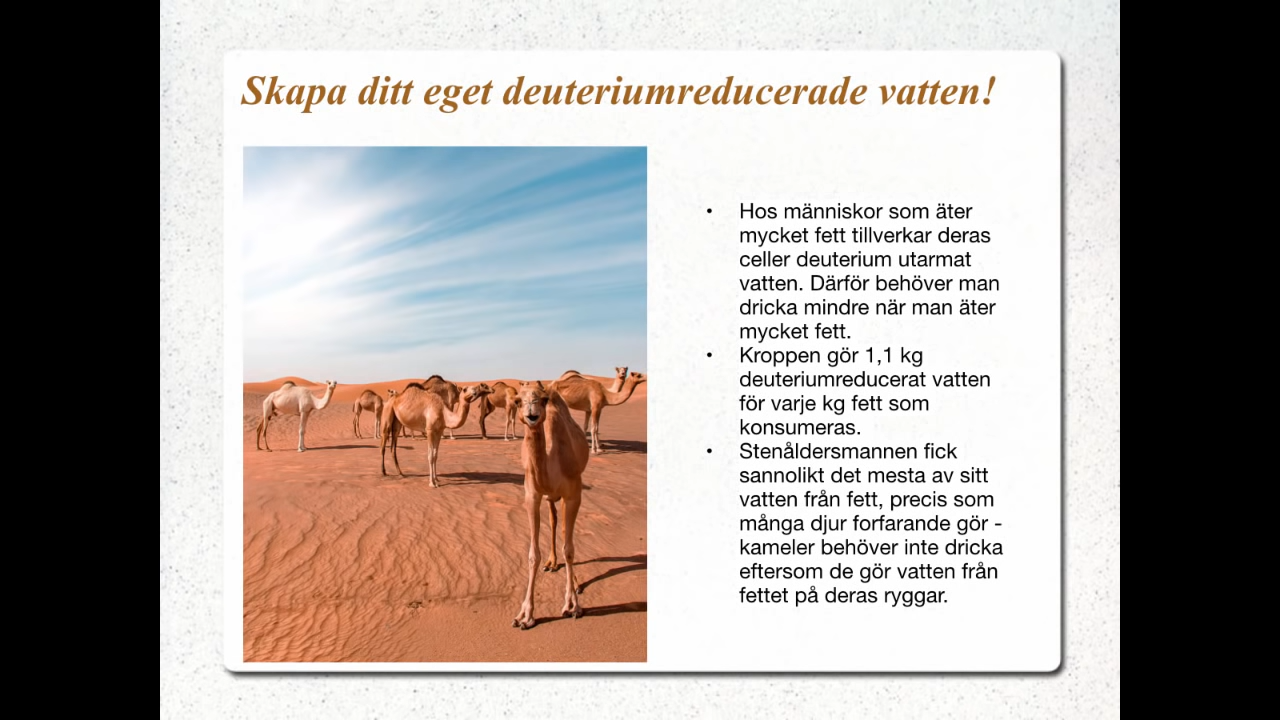 Skapa ditt eget deuteriumreducerade vatten!
• Hos människor som äter
mycket fett tillverkar deras
celler deuterium utarmat
vatten. Därför behöver man
dricka mindre när man äter
mycket fett.
• Kroppen gör 1,1 kg
deuteriumreducerat vatten
för varje kg fett som
konsumeras.
• Stenåldersmannen fick
sannolikt det mesta av sitt
vatten från fett, precis som
många djur forfarande gör -
kameler behöver inte dricka
eftersom de gör vatten från
fettet på deras ryggar.